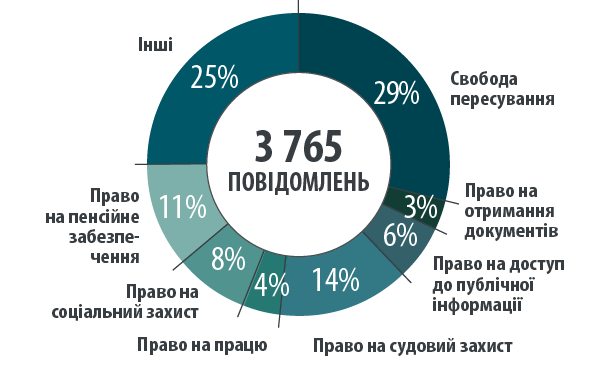 Інші
25%
29%
Свобода
пересування
3 765
ПОВІДОМЛЕНЬ
3%
Право на
отримання
документів
6%
Право на доступ
до публічної
інформації
14%
Право на судовий захист
4%
Право на працю
8%
Право на
соціальний захист
11%
Право
на пенсійне
забезпе-
чення